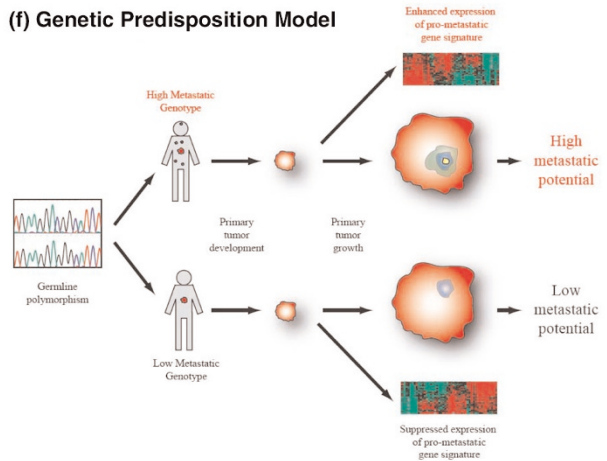 (f) Genetic Predisposition Model
Enhanced expression
of pro-metastatic
gene signature
High Metastatic
Genotype
High
metastatic
potential
Primary
tumor
development
Primary
tumor
growth
Germline
polymorphism
Low
metastatic
potential
Low Metastatic
Genotype
Suppressed expression
of pro-metastatic
gene signature